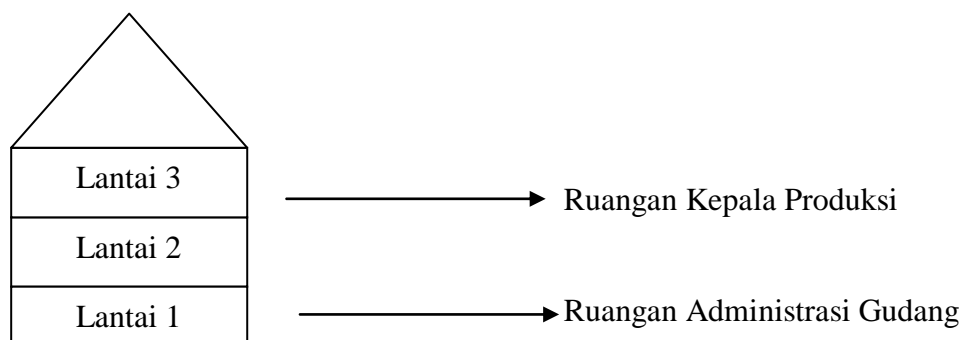 Lantai 3
Ruangan Kepala Produksi
Lantai 2
Lantai 1
Ruangan Administrasi Gudang